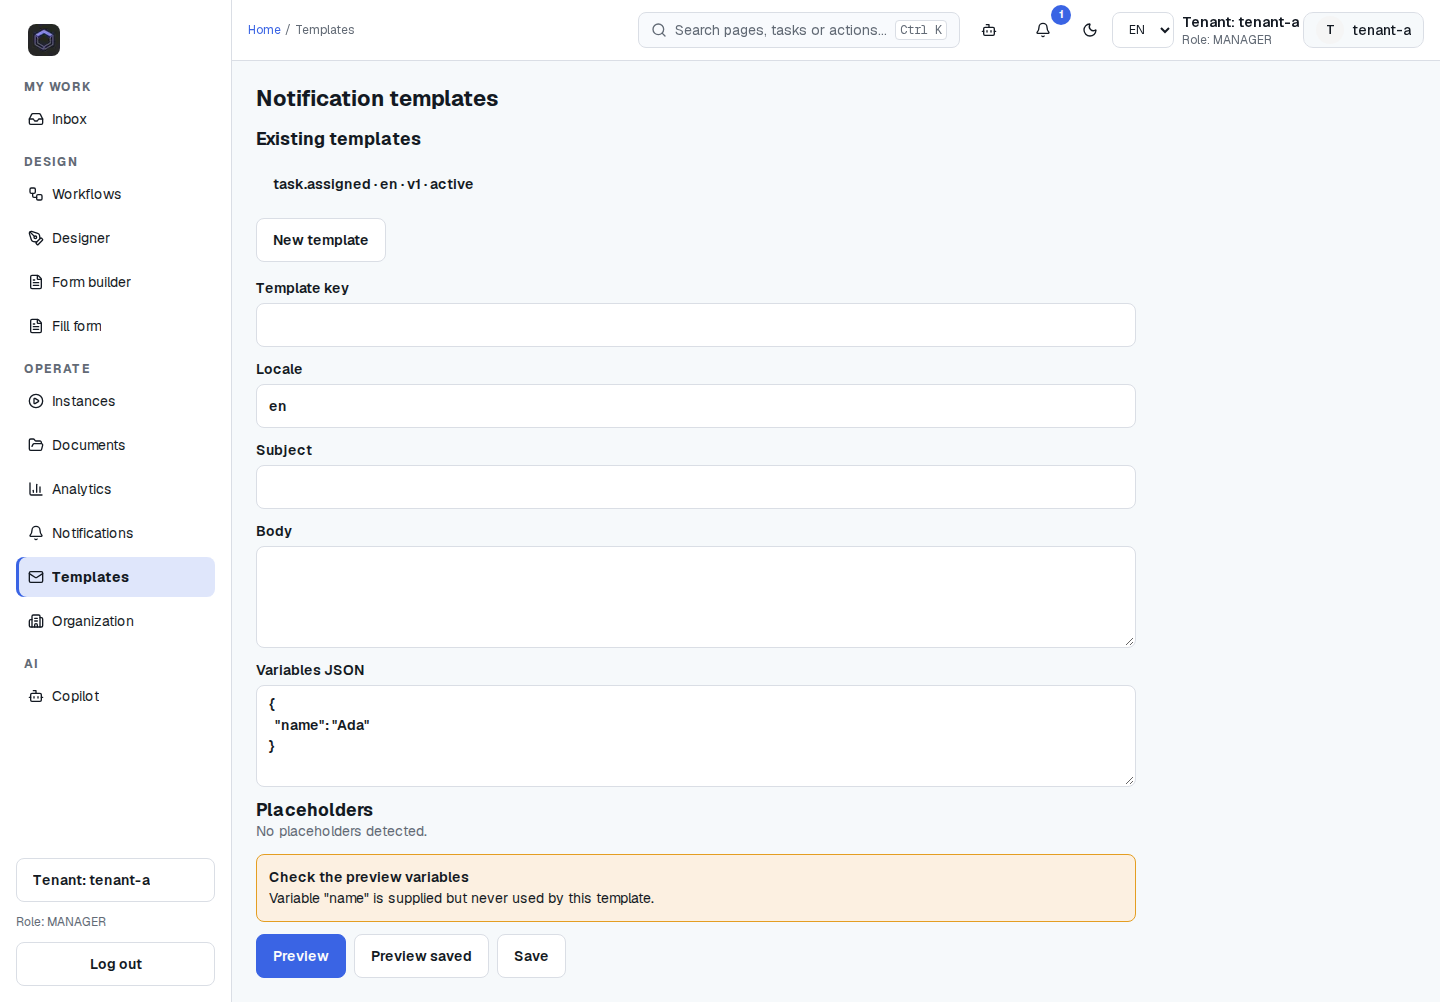 MY WORK
Inbox
DESIGN
Workflows
Designer
Form builder
Fill form
OPERATE
Instances
Documents
Analytics
Notifications
Templates
Organization
AI
Copilot
Tenant: tenant-a
Role: MANAGER
Log out
Home / Templates
Search pages, tasks or actions... Ctrl K
1
EN
Tenant: tenant-a
Role: MANAGER
T tenant-a
Notification templates
Existing templates
task.assigned · en · v1 · active
New template
Template key
Locale
en
Subject
Body
Variables JSON
{
"name": "Ada"
}
Placeholders
No placeholders detected.
Check the preview variables
Variable "name" is supplied but never used by this template.
Preview Preview saved Save